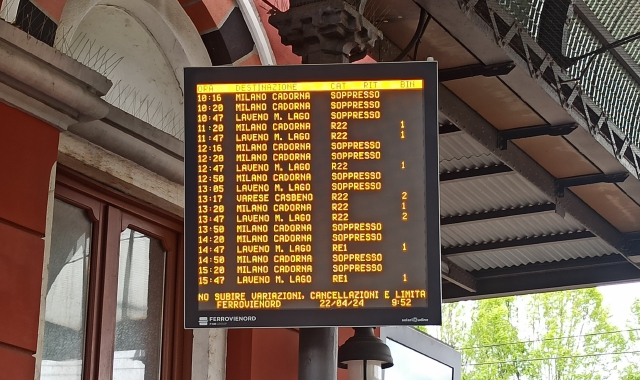 ORA DESTINAZIONE CAT RIT BIN
10:16 MILANO CADORNA SOPPRESSO
10:20 MILANO CADORNA SOPPRESSO
10:47 LAVENO M. LAGO SOPPRESSO
11:20 MILANO CADORNA R22 1
11:47 LAVENO M. LAGO R22 1
12:16 MILANO CADORNA SOPPRESSO
12:20 MILANO CADORNA SOPPRESSO
12:47 LAVENO M. LAGO R22 1
12:50 MILANO CADORNA SOPPRESSO
13:05 LAVENO M. LAGO SOPPRESSO
13:17 VARESE CASBENO R22 2
13:20 MILANO CADORNA R22 1
13:47 LAVENO M. LAGO R22 2
13:50 MILANO CADORNA SOPPRESSO
14:20 MILANO CADORNA SOPPRESSO
14:47 LAVENO M. LAGO RE1 1
14:50 MILANO CADORNA SOPPRESSO
15:20 MILANO CADORNA SOPPRESSO
15:47 LAVENO M. LAGO RE1 1
NO SUBIRE VARIAZIONI, CANCELLAZIONI E LIMITA
FERROVIENORD 22/04/24 9:52
FERROVIENORD